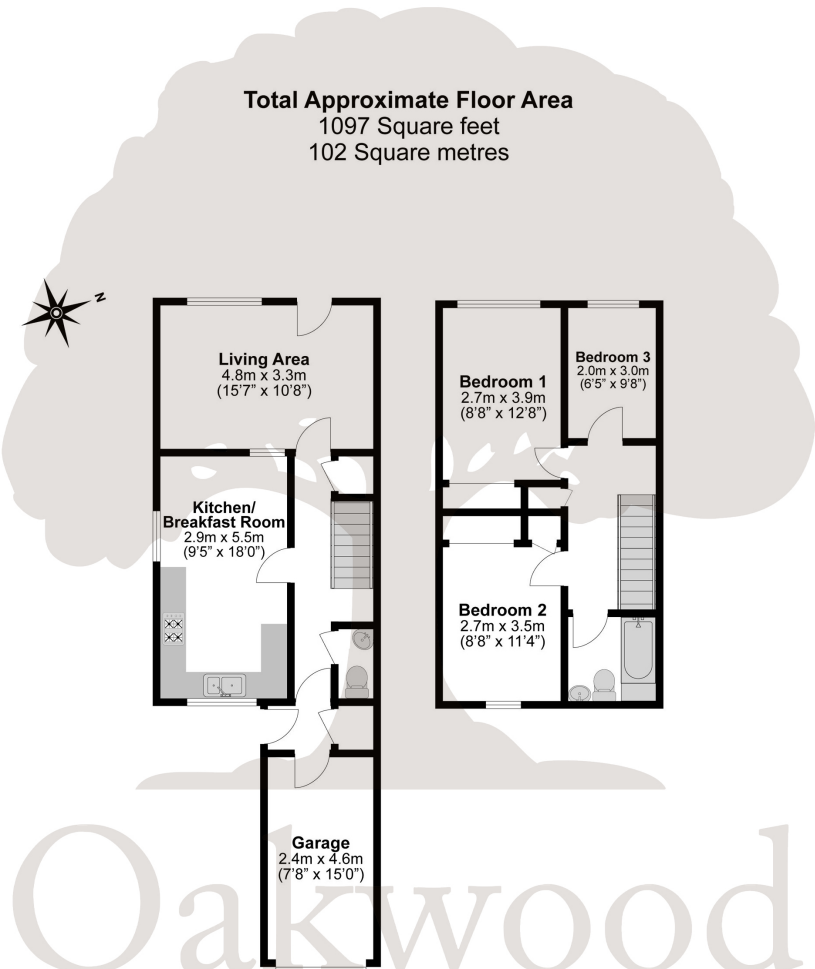 Total Approximate Floor Area
1097 Square feet
102 Square metres
N
Living Area
4.8m x 3.3m
(15'7" x 10'8")
Bedroom 1
2.7m x 3.9m
(8'8" x 12'8")
Bedroom 3
2.0m x 3.0m
(6'5" x 9'8")
Kitchen/
Breakfast Room
2.9m x 5.5m
(9'5" x 18'0")
Bedroom 2
2.7m x 3.5m
(8'8" x 11'4")
Garage
2.4m x 4.6m
(7'8" x 15'0")
Oakwood